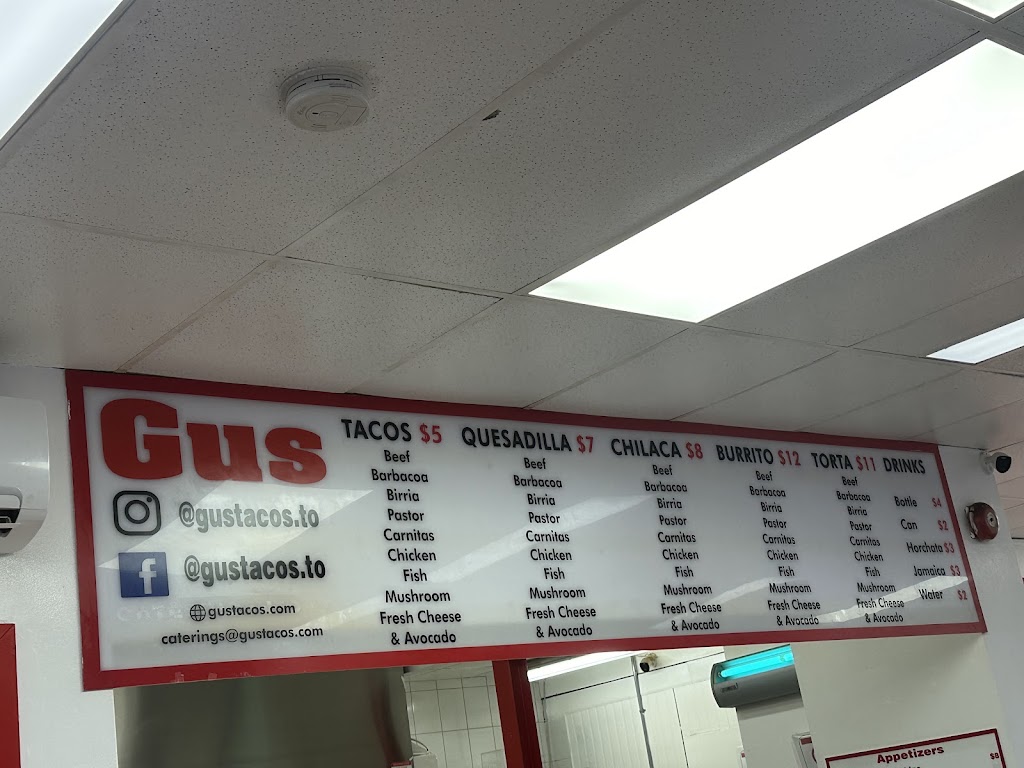 Gus
@gustacos.to
@gustacos.to
gustacos.com
caterings@gustacos.com
TACOS $5
Beef
Barbacoa
Birria
Pastor
Carnitas
Chicken
Fish
Mushroom
Fresh Cheese
& Avocado
QUESADILLA $7
Beef
Barbacoa
Birria
Pastor
Carnitas
Chicken
Fish
Mushroom
Fresh Cheese
& Avocado
CHILACA $8
Beef
Barbacoa
Birria
Pastor
Carnitas
Chicken
Fish
Mushroom
Fresh Cheese
& Avocado
BURRITO $12
Beef
Barbacoa
Birria
Pastor
Carnitas
Chicken
Fish
Mushroom
Fresh Cheese
& Avocado
TORTA $11
Beef
Barbacoa
Birria
Pastor
Carnitas
Chicken
Fish
Mushroom
Fresh Cheese
& Avocado
DRINKS
Bottle $4
Can $2
Horchata $3
Jamaica $3
Water $2
Appetizers
$8